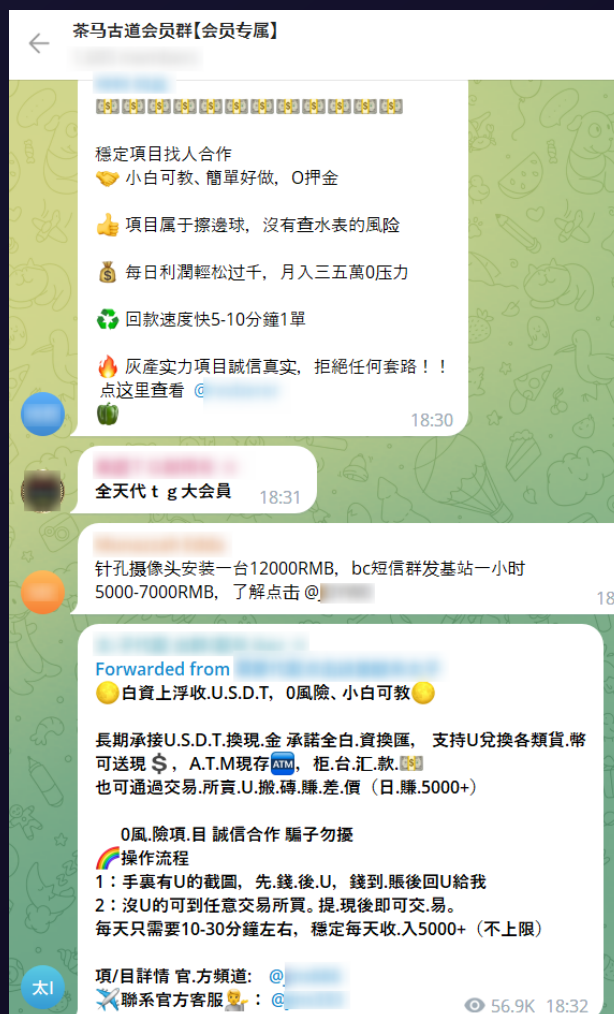 茶马古道会员群【会员专属】
穩定項目找人合作
🤝 小白可教、簡單好做，O押金
👍 項目属于擦邊球，沒有查水表的風险
💰 每日利潤輕松过千，月入三五萬0压力
♻️ 回款速度快5-10分鐘1單
🔥 灰產实力項目誠信真实，拒絕任何套路！！
点这里查看 @
18:30
全天代ｔｇ大会員
18:31
针孔摄像头安装一台12000RMB，bc短信群发基站一小时
5000-7000RMB，了解点击 @
18
Forwarded from
🟡白資上浮收.U.S.D.T，0風險、小白可教🟡
長期承接U.S.D.T.換現.金 承諾全白.資換匯， 支持U兌換各類貨.幣
可送現 💲，A.T.M現存🏧，柜.台.汇.款.💵
也可通過交易.所賣.U.搬.磚.賺.差.價（日.賺.5000+）
0風.險項.目 誠信合作 騙子勿擾
🌈操作流程
1：手裏有U的截圖，先.錢.後.U，錢到.賬後回U給我
2：沒U的可到任意交易所買。提.現後即可交.易。
每天只需要10-30分鐘左右，穩定每天收.入5000+（不上限）
項/目詳情 官.方頻道: @
✈️聯系官方客服💁：@
太I
56.9K 18:32